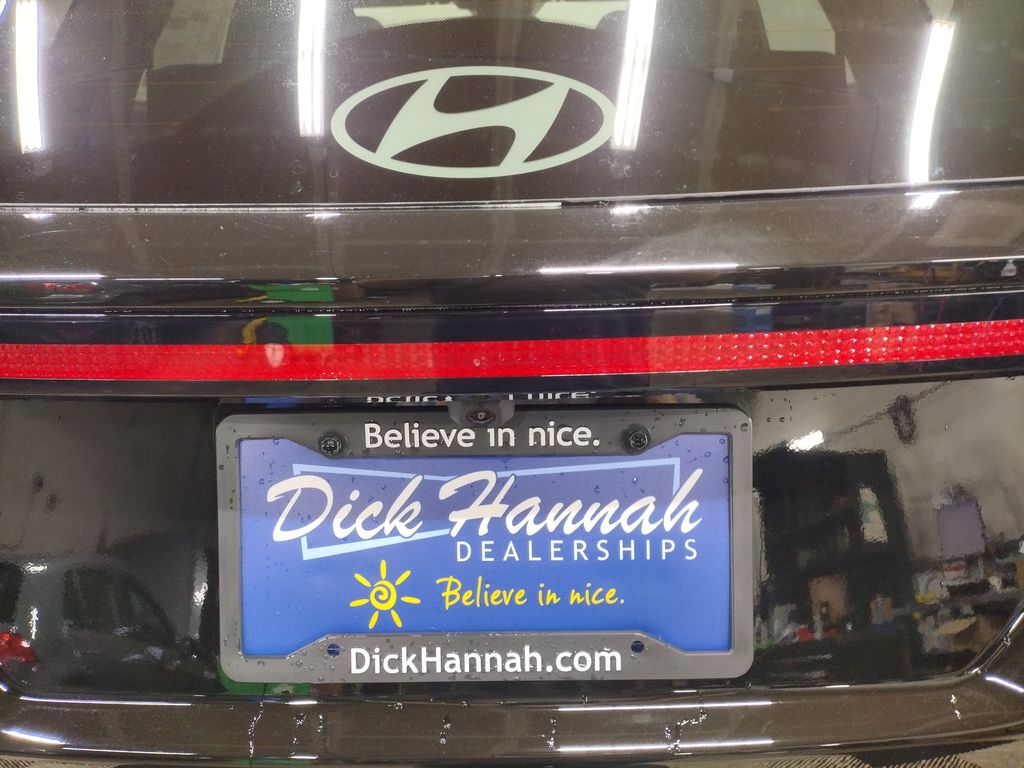 Believe in nice.
Dick Hannah
DEALERSHIPS
Believe in nice.
DickHannah.com